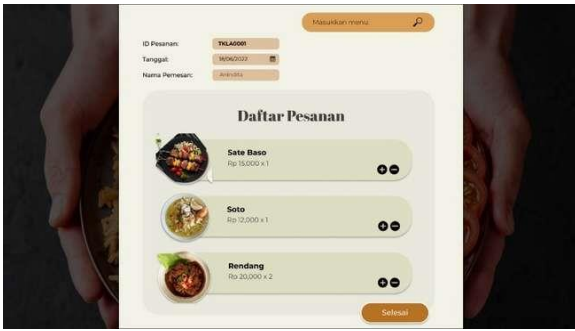 Masukkan menu
ID Pesanan: TKLA0001
Tanggal: 18/06/2022
Nama Pemesan: Anindita
Daftar Pesanan
Sate Baso
Rp 15,000 x 1
Soto
Rp 12,000 x 1
Rendang
Rp 20,000 x 2
Selesai